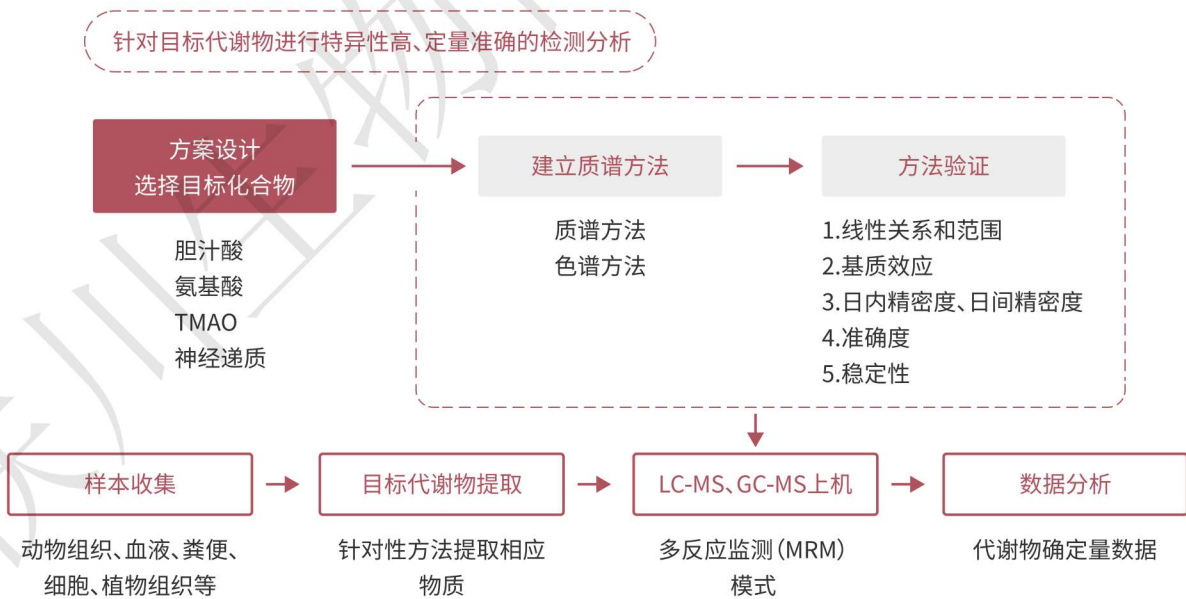 针对目标代谢物进行特异性高、定量准确的检测分析
方案设计
选择目标化合物
胆汁酸
氨基酸
TMAO
神经递质
建立质谱方法
质谱方法
色谱方法
方法验证
1.线性关系和范围
2.基质效应
3.日内精密度、日间精密度
4.准确度
5.稳定性
样本收集
动物组织、血液、粪便、
细胞、植物组织等
目标代谢物提取
针对性方法提取相应
物质
LC-MS、GC-MS上机
多反应监测(MRM)
模式
数据分析
代谢物确定量数据
川生物